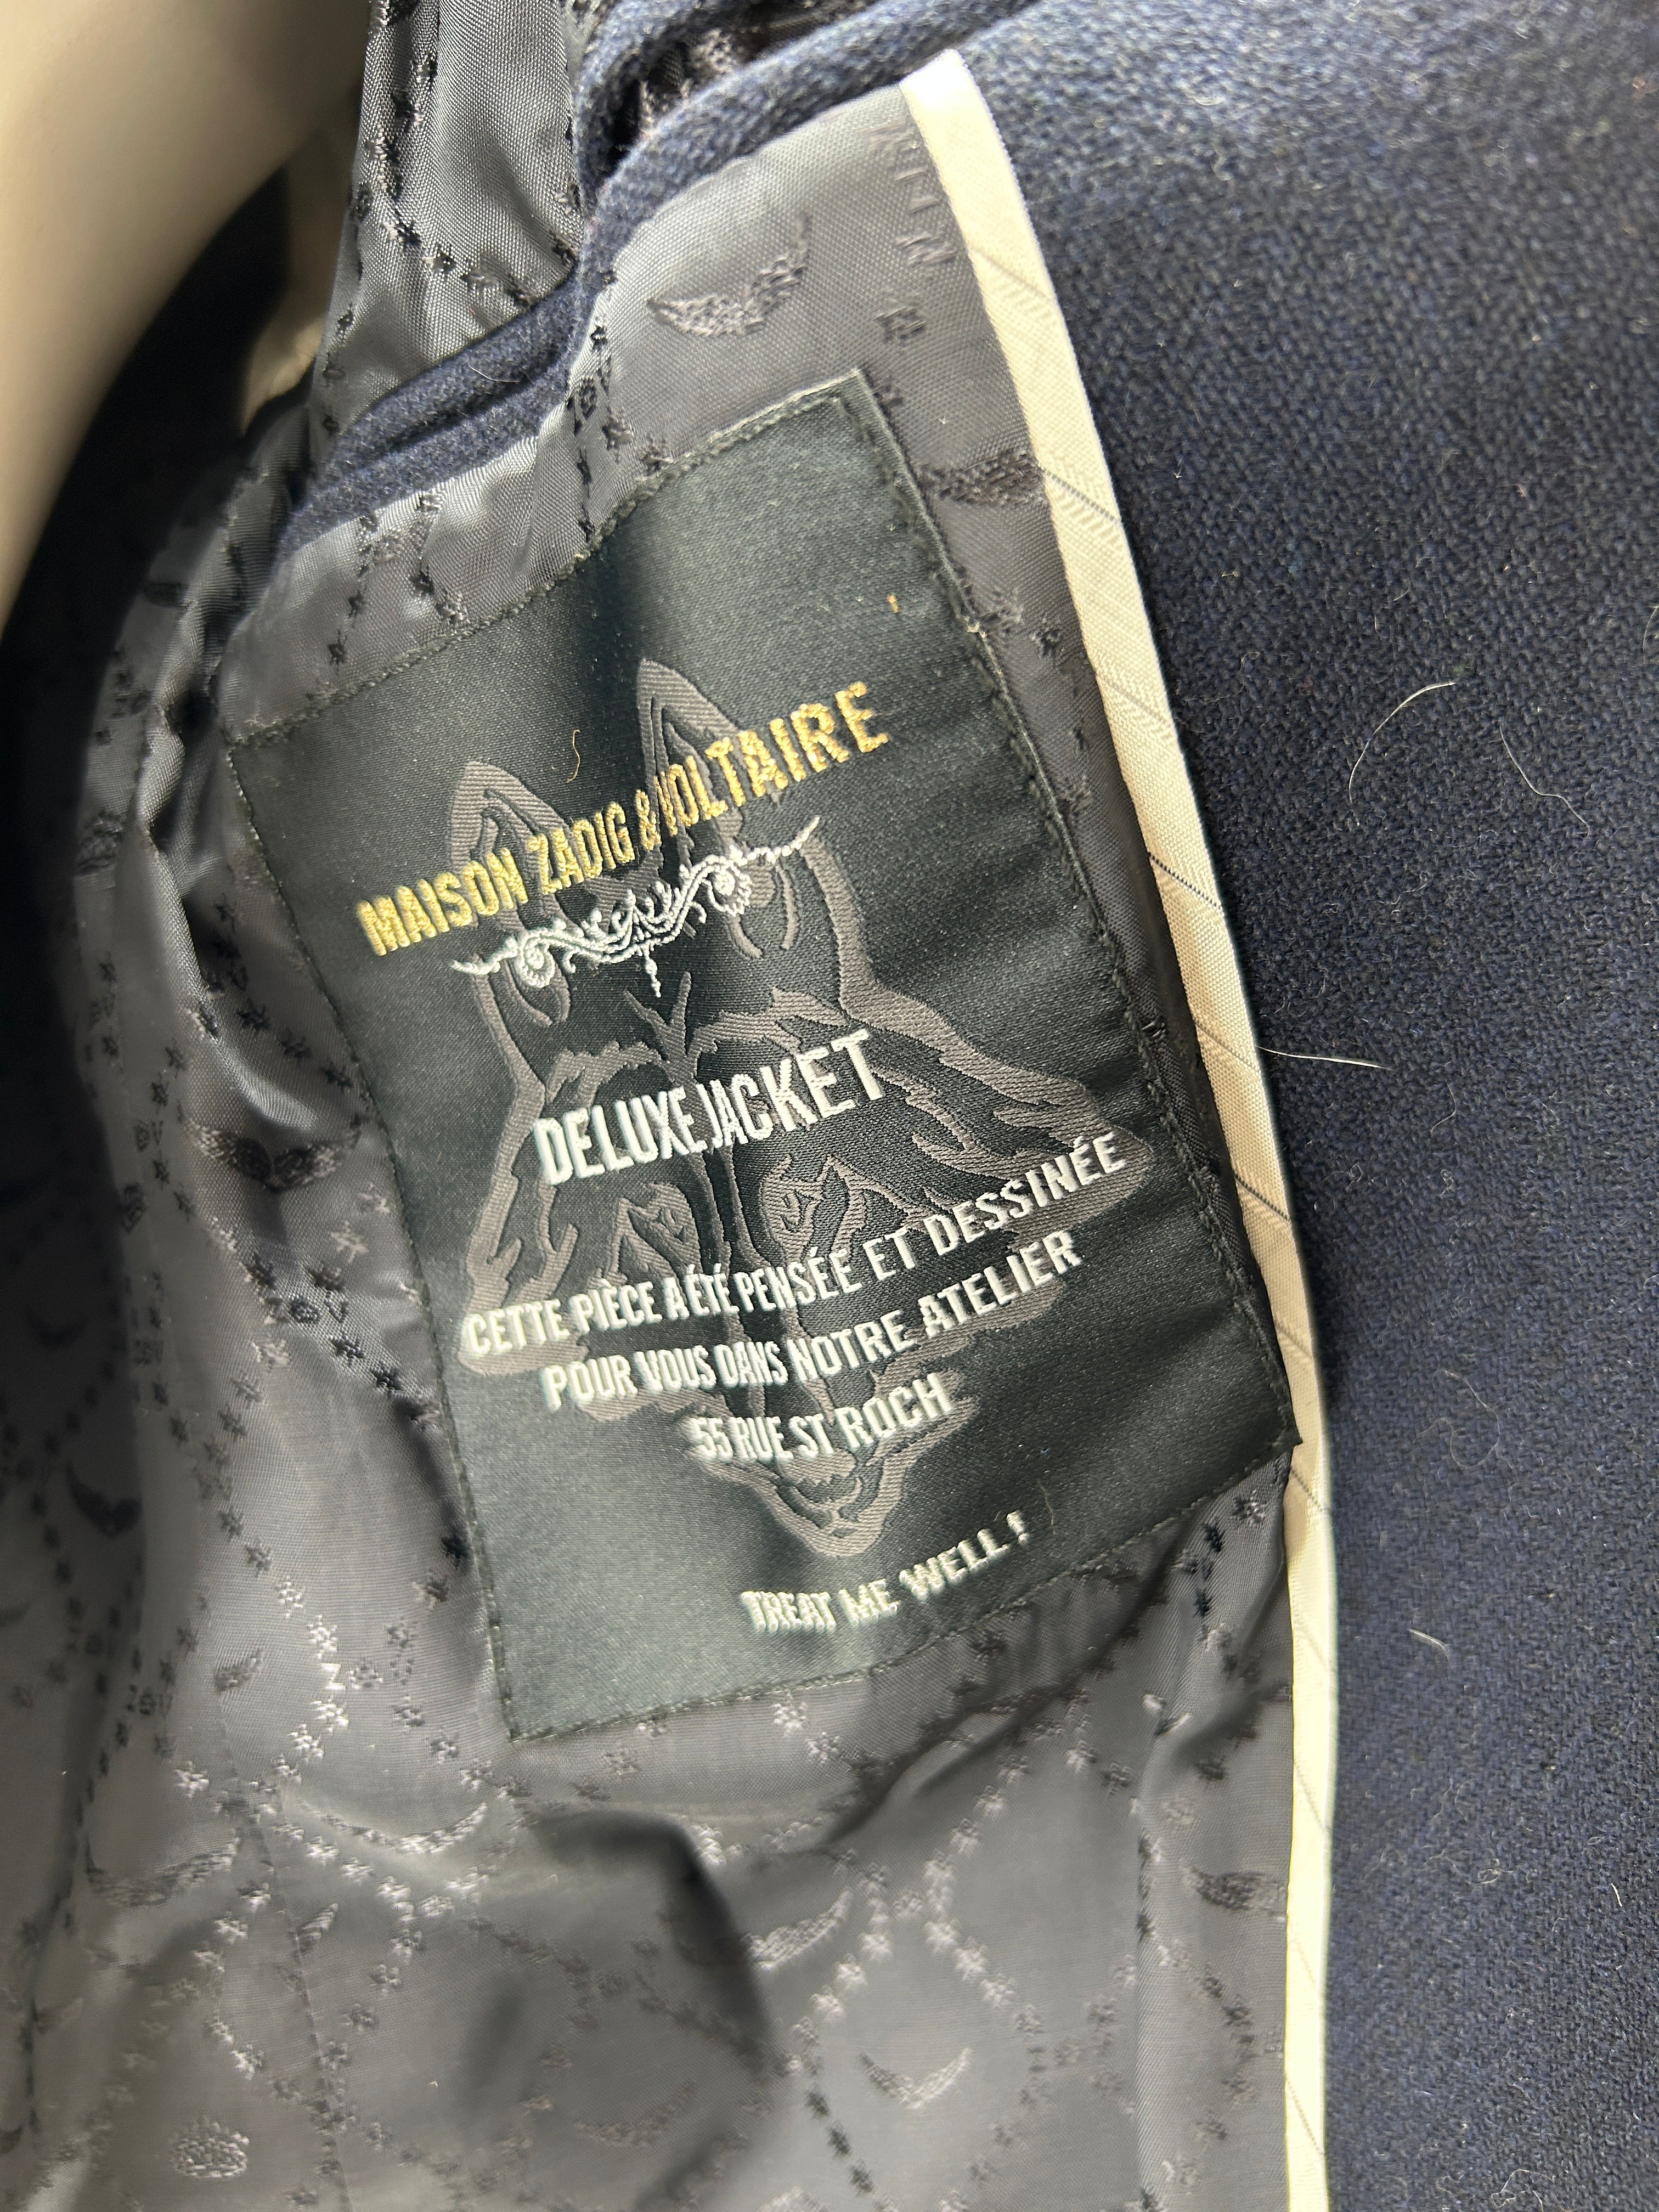 MAISON ZADIG & VOLTAIRE
DELUXE JACKET
CETTE PIÈCE A ÉTÉ PENSÉE ET DESSINÉE
POUR VOUS DANS NOTRE ATELIER
55 RUE ST ROCH
TREAT ME WELL !